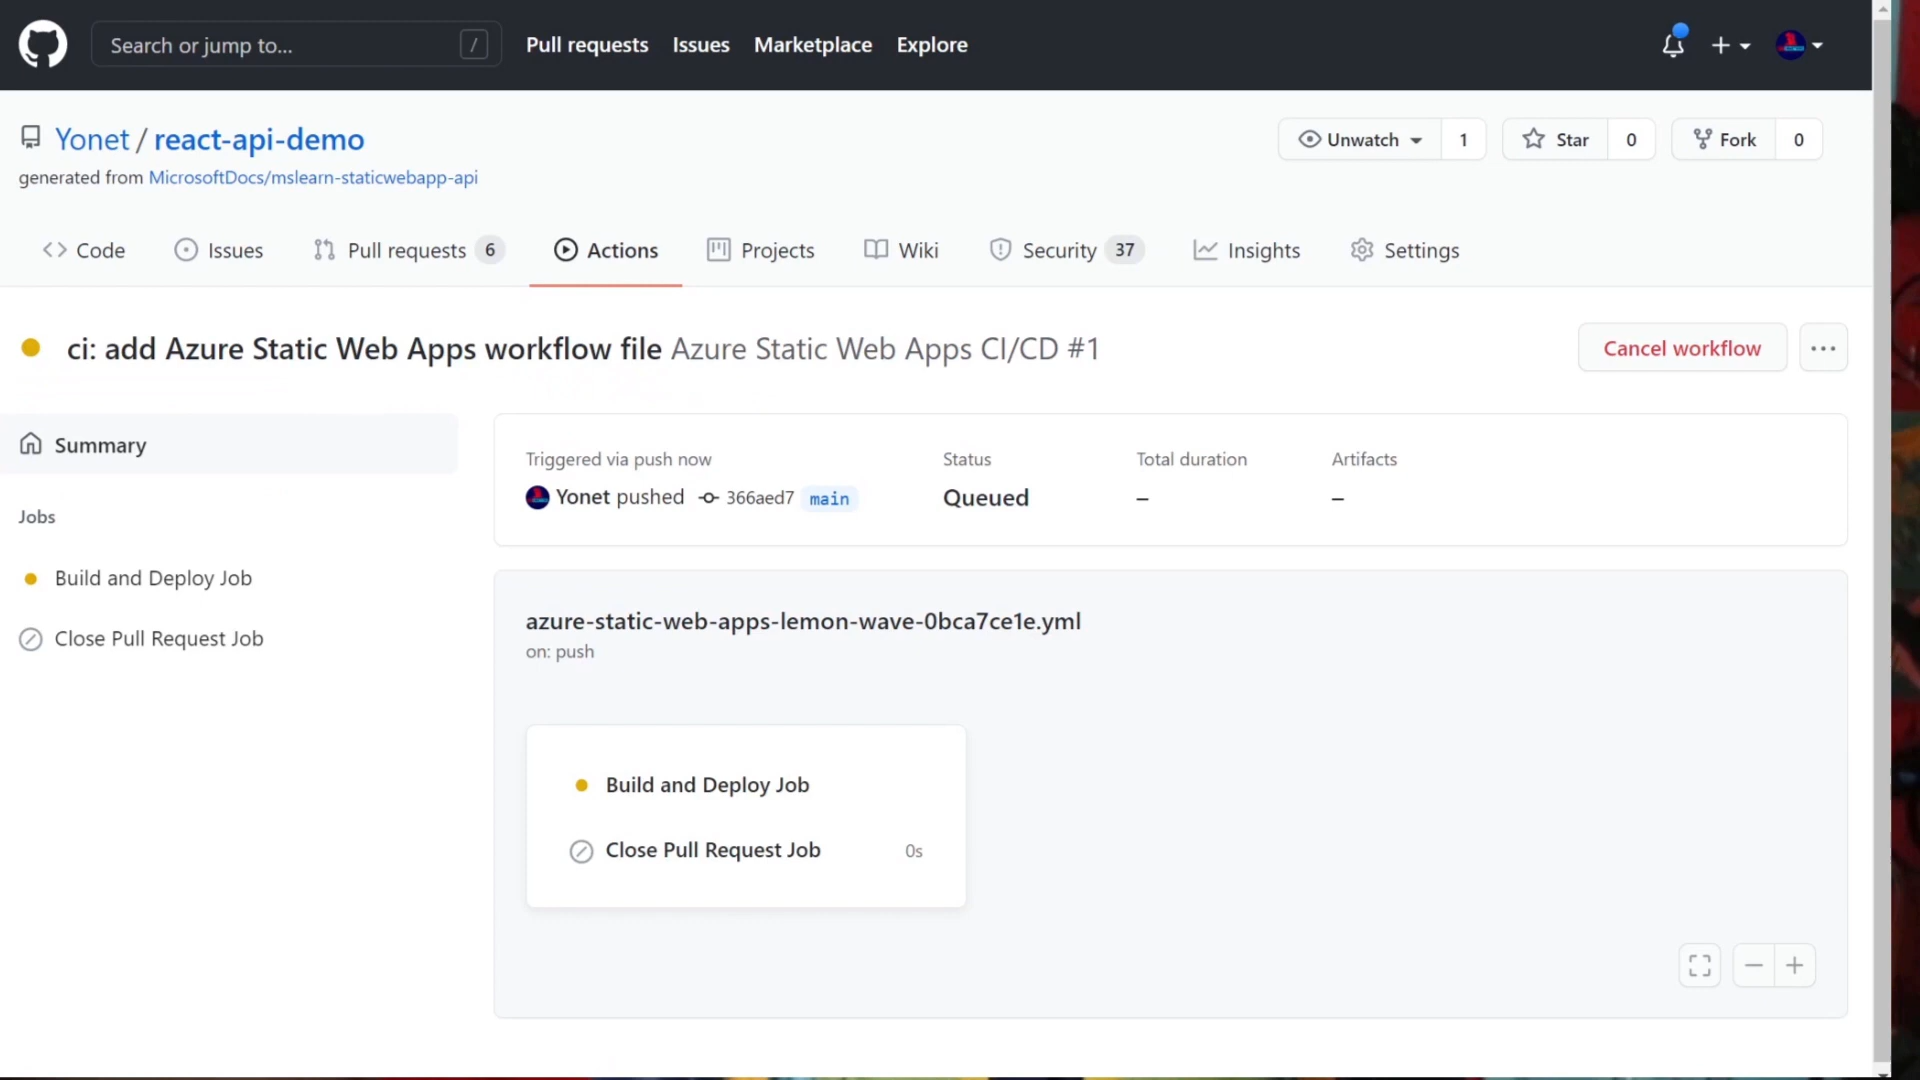 Search or jump to... /
Pull requests Issues Marketplace Explore
Yonet / react-api-demo
Unwatch 1 Star 0 Fork 0
generated from MicrosoftDocs/mslearn-staticwebapp-api
Code Issues Pull requests 6 Actions Projects Wiki Security 37 Insights Settings
ci: add Azure Static Web Apps workflow file Azure Static Web Apps CI/CD #1
Cancel workflow ...
Summary
Jobs
Build and Deploy Job
Close Pull Request Job
Triggered via push now Status Total duration Artifacts
Yonet pushed 366aed7 main Queued – –
azure-static-web-apps-lemon-wave-0bca7ce1e.yml
on: push
Build and Deploy Job
Close Pull Request Job 0s